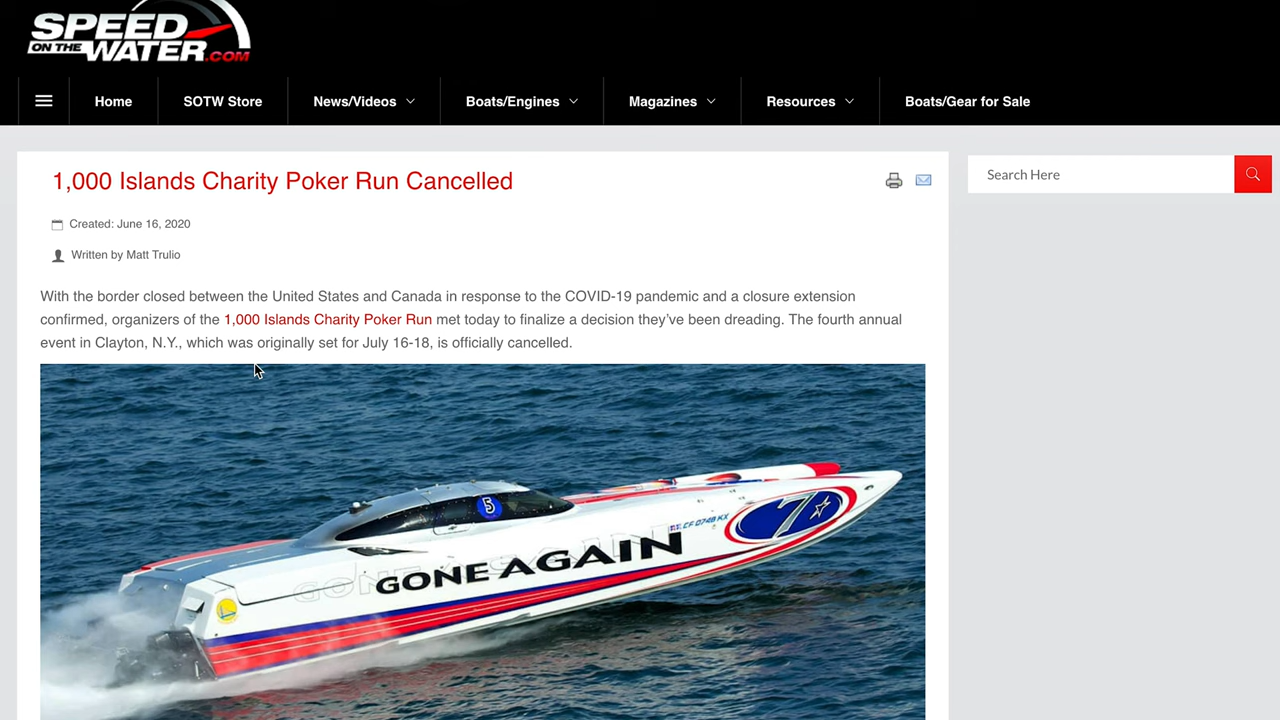 SPEED
ON THE WATER.COM
Home SOTW Store News/Videos Boats/Engines Magazines Resources Boats/Gear for Sale
1,000 Islands Charity Poker Run Cancelled
Search Here
Created: June 16, 2020
Written by Matt Trulio
With the border closed between the United States and Canada in response to the COVID-19 pandemic and a closure extension
confirmed, organizers of the 1,000 Islands Charity Poker Run met today to finalize a decision they’ve been dreading. The fourth annual
event in Clayton, N.Y., which was originally set for July 16-18, is officially cancelled.
5
7
CF 0748 KX
GONE AGAIN